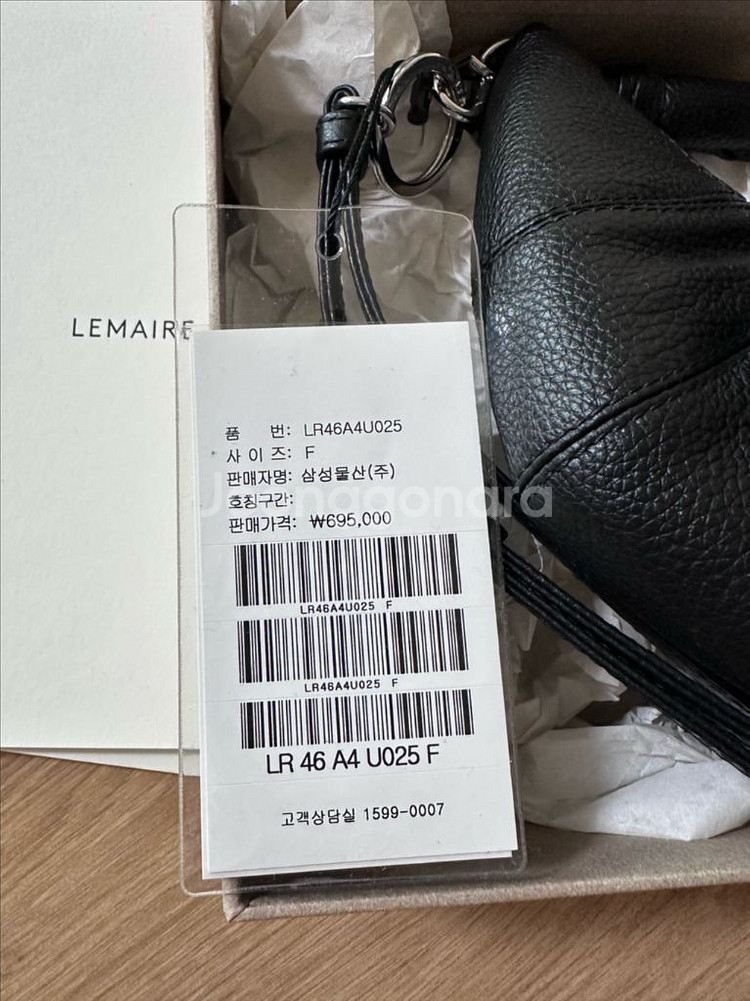 LEMAIRE
품 번: LR46A4U025
사 이 즈: F
판매자명: 삼성물산(주)
호칭구간:
Joonggonara
판매가격: ₩695,000
LR46A4U025 F
LR46A4U025 F
LR 46 A4 U025 F
고객상담실 1599-0007